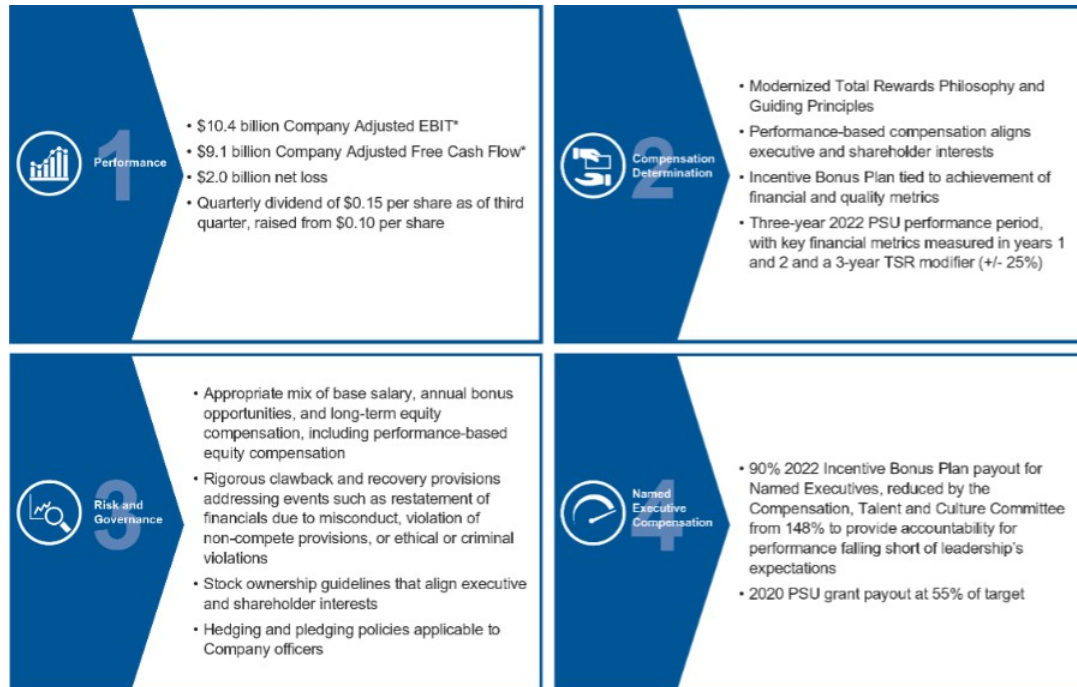 1
Performance
• $10.4 billion Company Adjusted EBIT*
• $9.1 billion Company Adjusted Free Cash Flow*
• $2.0 billion net loss
• Quarterly dividend of $0.15 per share as of third
quarter, raised from $0.10 per share
2
Compensation
Determination
• Modernized Total Rewards Philosophy and
Guiding Principles
• Performance-based compensation aligns
executive and shareholder interests
• Incentive Bonus Plan tied to achievement of
financial and quality metrics
• Three-year 2022 PSU performance period,
with key financial metrics measured in years 1
and 2 and a 3-year TSR modifier (+/- 25%)
3
Risk and
Governance
• Appropriate mix of base salary, annual bonus
opportunities, and long-term equity
compensation, including performance-based
equity compensation
• Rigorous clawback and recovery provisions
addressing events such as restatement of
financials due to misconduct, violation of
non-compete provisions, or ethical or criminal
violations
• Stock ownership guidelines that align executive
and shareholder interests
• Hedging and pledging policies applicable to
Company officers
4
Named
Executive
Compensation
• 90% 2022 Incentive Bonus Plan payout for
Named Executives, reduced by the
Compensation, Talent and Culture Committee
from 148% to provide accountability for
performance falling short of leadership's
expectations
• 2020 PSU grant payout at 55% of target